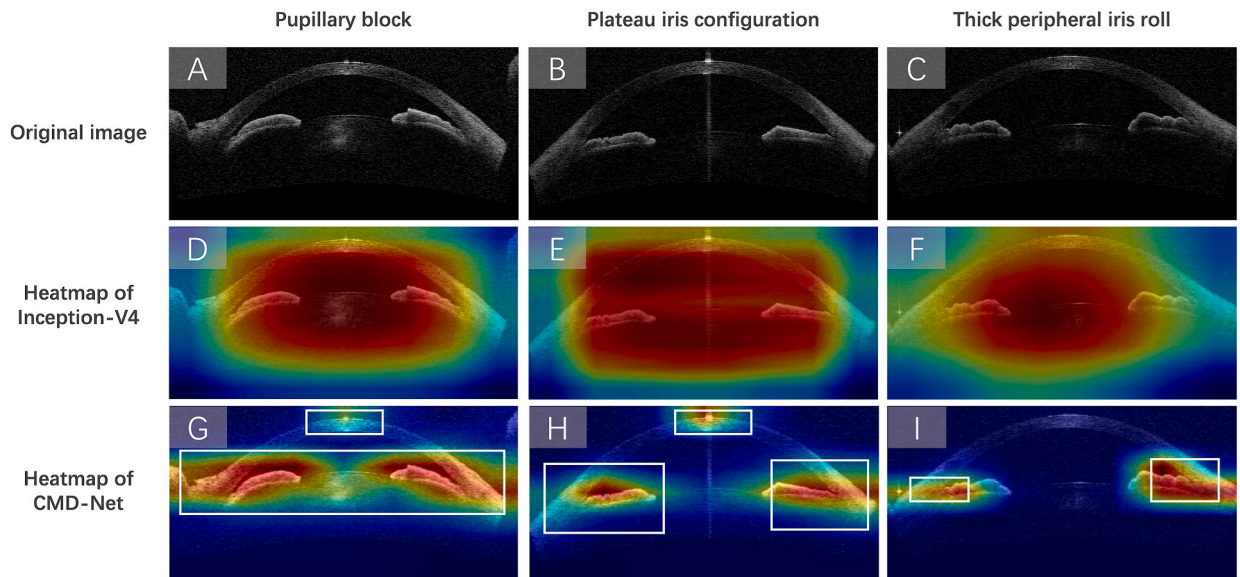 Pupillary block
Plateau iris configuration
Thick peripheral iris roll
Original image
A
B
C
Heatmap of
Inception-V4
D
E
F
Heatmap of
CMD-Net
G
H
I